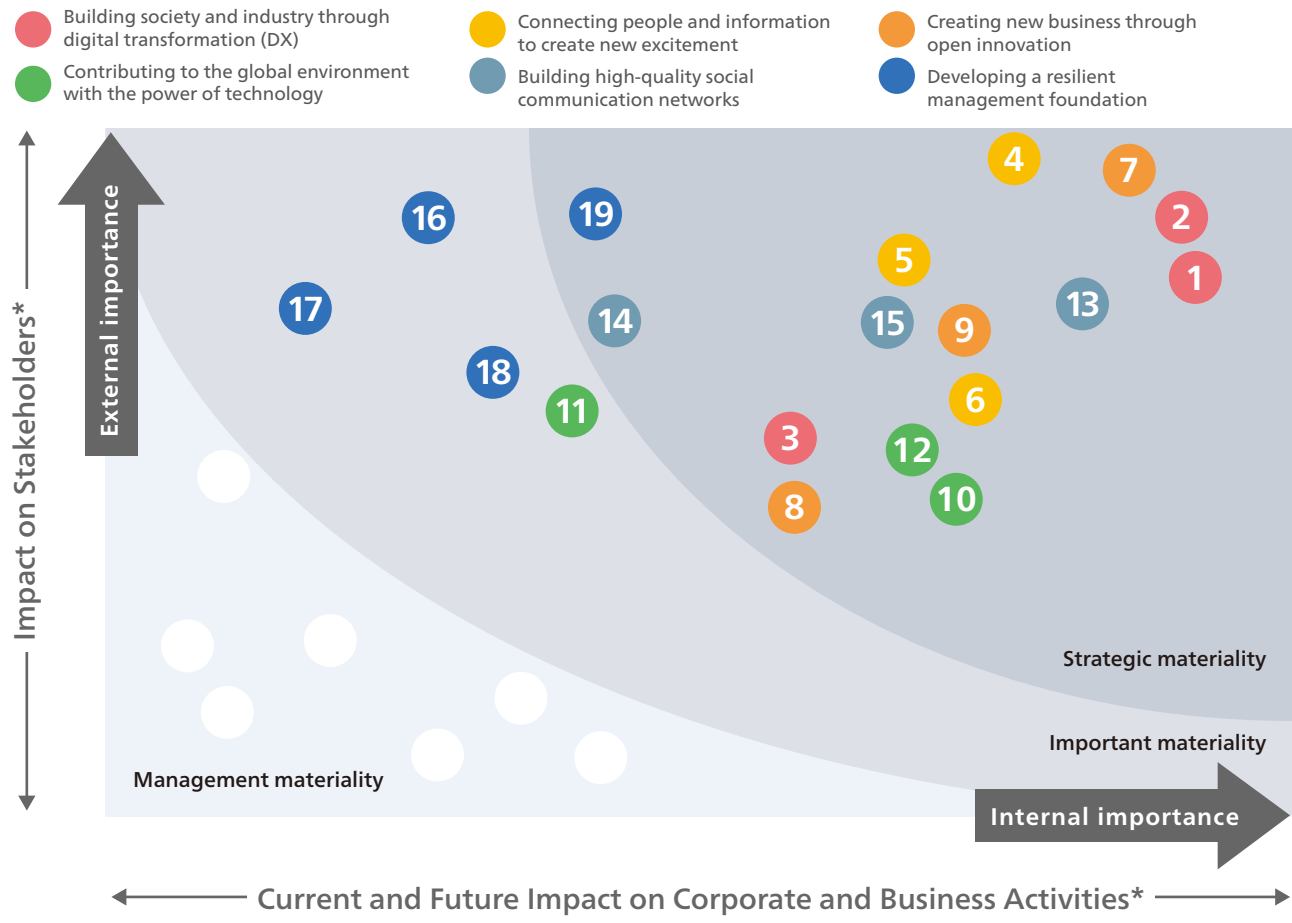 Building society and industry through
digital transformation (DX)
Connecting people and information
to create new excitement
Creating new business through
open innovation
Contributing to the global environment
with the power of technology
Building high-quality social
communication networks
Developing a resilient
management foundation
Impact on Stakeholders*
External importance
4
7
16
19
2
5
1
17
14
15
9
13
18
11
6
3
12
8
10
Strategic materiality
Important materiality
Management materiality
Internal importance
Current and Future Impact on Corporate and Business Activities*